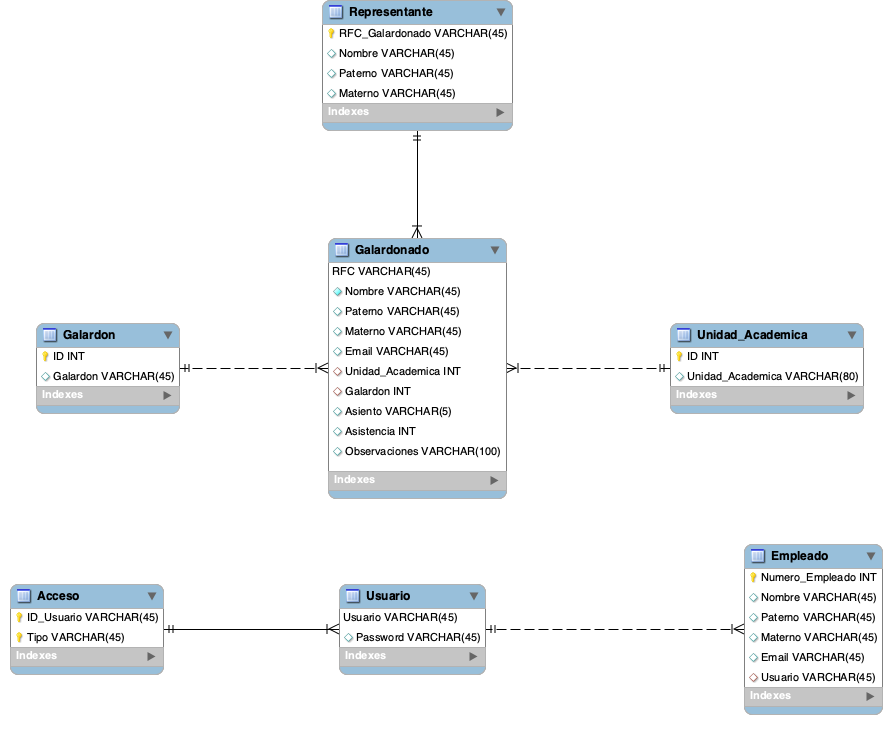 Representante
RFC_Galardonado VARCHAR(45)
Nombre VARCHAR(45)
Paterno VARCHAR(45)
Materno VARCHAR(45)
Indexes
Galardonado
RFC VARCHAR(45)
Nombre VARCHAR(45)
Paterno VARCHAR(45)
Materno VARCHAR(45)
Email VARCHAR(45)
Unidad_Academica INT
Galardon INT
Asiento VARCHAR(5)
Asistencia INT
Observaciones VARCHAR(100)
Indexes
Galardon
ID INT
Galardon VARCHAR(45)
Indexes
Unidad_Academica
ID INT
Unidad_Academica VARCHAR(80)
Indexes
Acceso
ID_Usuario VARCHAR(45)
Tipo VARCHAR(45)
Indexes
Usuario
Usuario VARCHAR(45)
Password VARCHAR(45)
Indexes
Empleado
Numero_Empleado INT
Nombre VARCHAR(45)
Paterno VARCHAR(45)
Materno VARCHAR(45)
Email VARCHAR(45)
Usuario VARCHAR(45)
Indexes